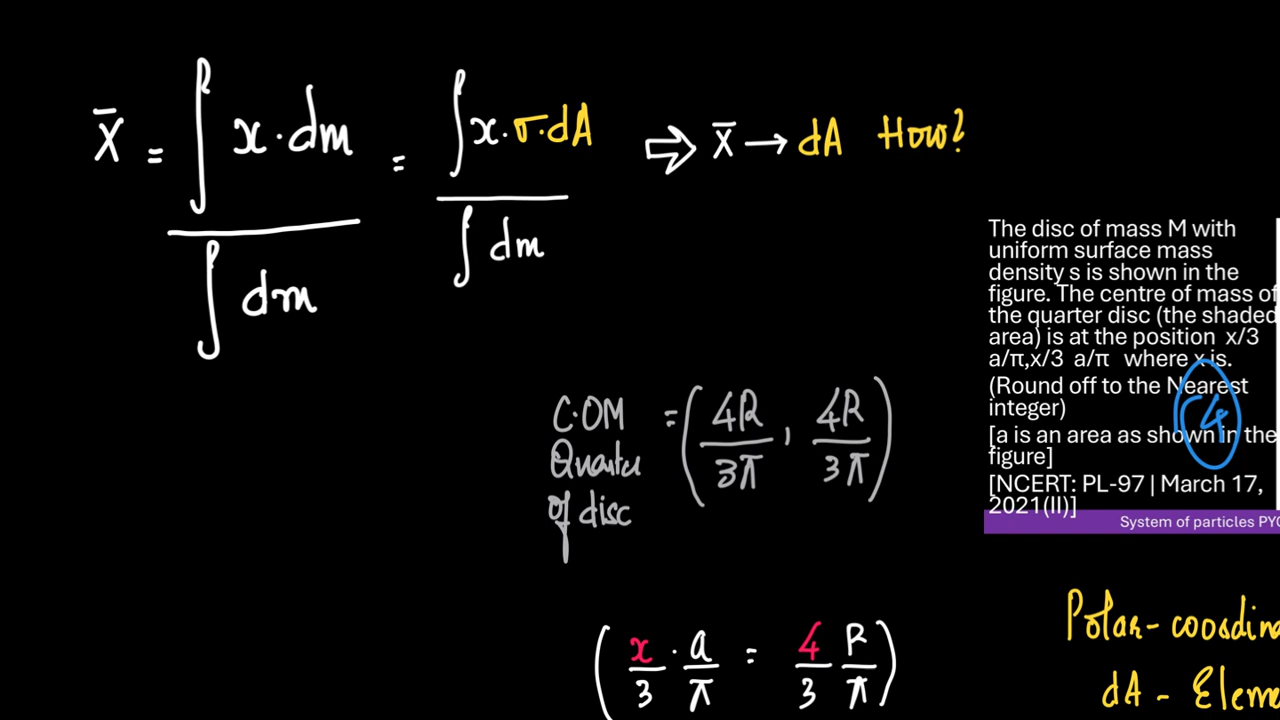 X̄ = ∫ x · dm / ∫ dm = ∫ x · σ · dA / ∫ dm ⇨ X̄ → dA How?
The disc of mass M with
uniform surface mass
density s is shown in the
figure. The centre of mass of
the quarter disc (the shaded
area) is at the position x/3
a/π,x/3 a/π where x is.
(Round off to the Nearest
integer)
[a is an area as shown in the
figure]
[NCERT: PL-97 | March 17,
2021(II)]
4
System of particles PYQ
C.OM
Quarter
of disc
= (4R/3π, 4R/3π)
(x/3 · a/π = 4/3 R/π)
Polar-coordina
dA - Eleme